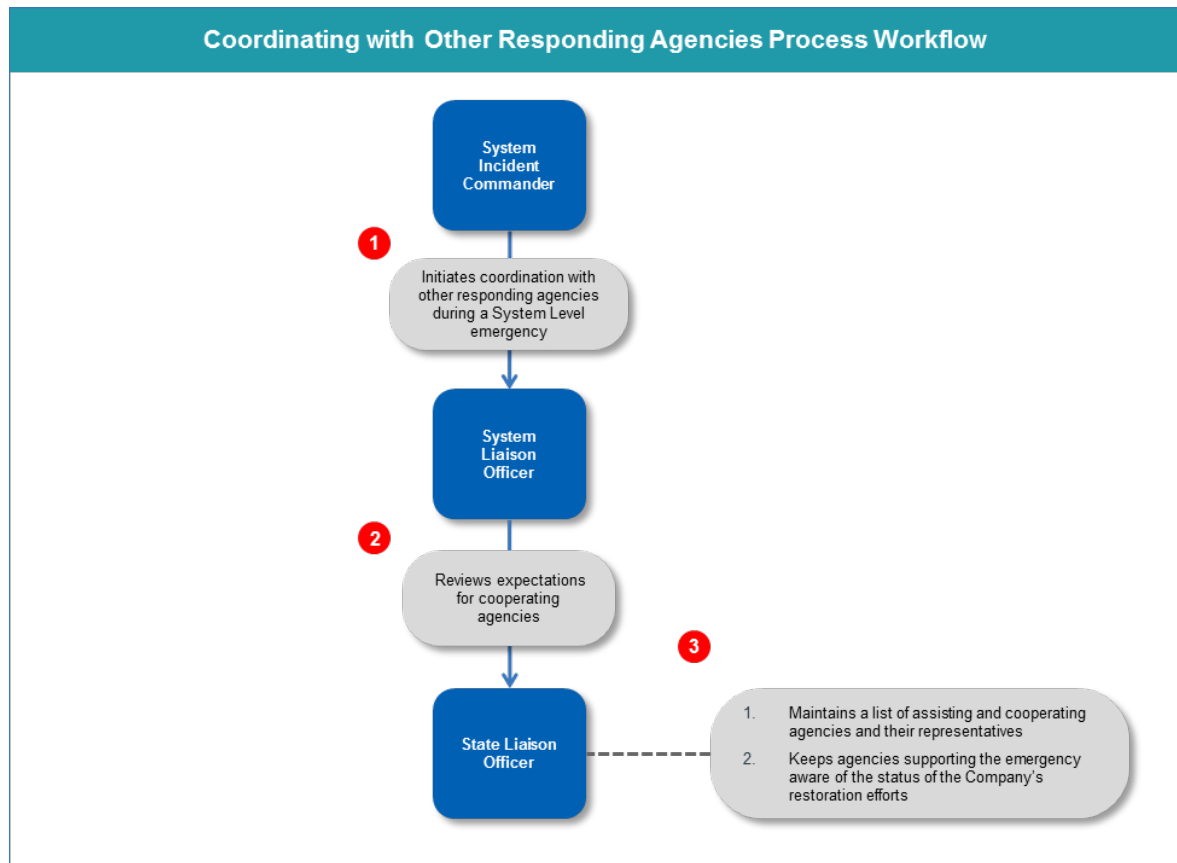 Coordinating with Other Responding Agencies Process Workflow
System
Incident
Commander
1
Initiates coordination with
other responding agencies
during a System Level
emergency
System
Liaison
Officer
2
Reviews expectations
for cooperating
agencies
3
State Liaison
Officer
1. Maintains a list of assisting and cooperating
agencies and their representatives
2. Keeps agencies supporting the emergency
aware of the status of the Company's
restoration efforts